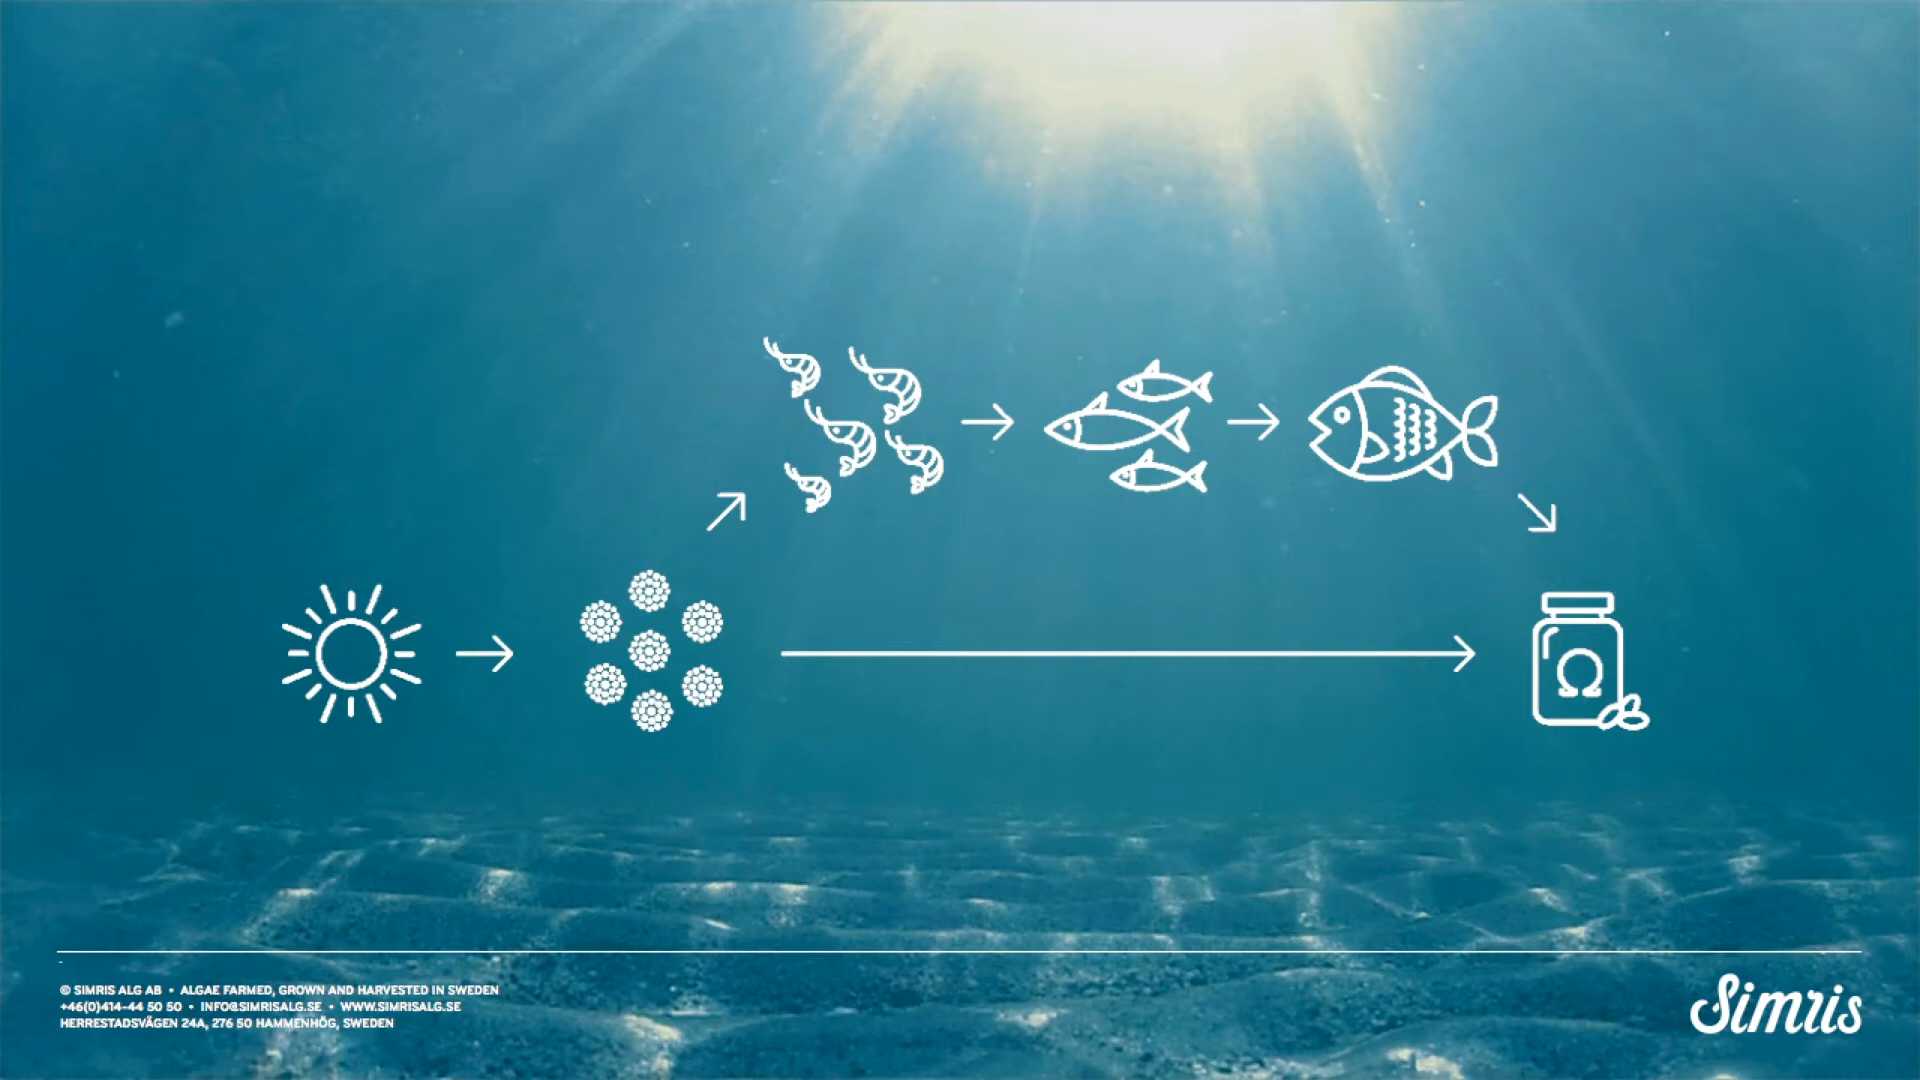 Ω
© SIMRIS ALG AB • ALGAE FARMED, GROWN AND HARVESTED IN SWEDEN
+46(0)414-44 50 50 • INFO@SIMRISALG.SE • WWW.SIMRISALG.SE
HERRESTADSVÄGEN 24A, 276 50 HAMMENHÖG, SWEDEN
Simris